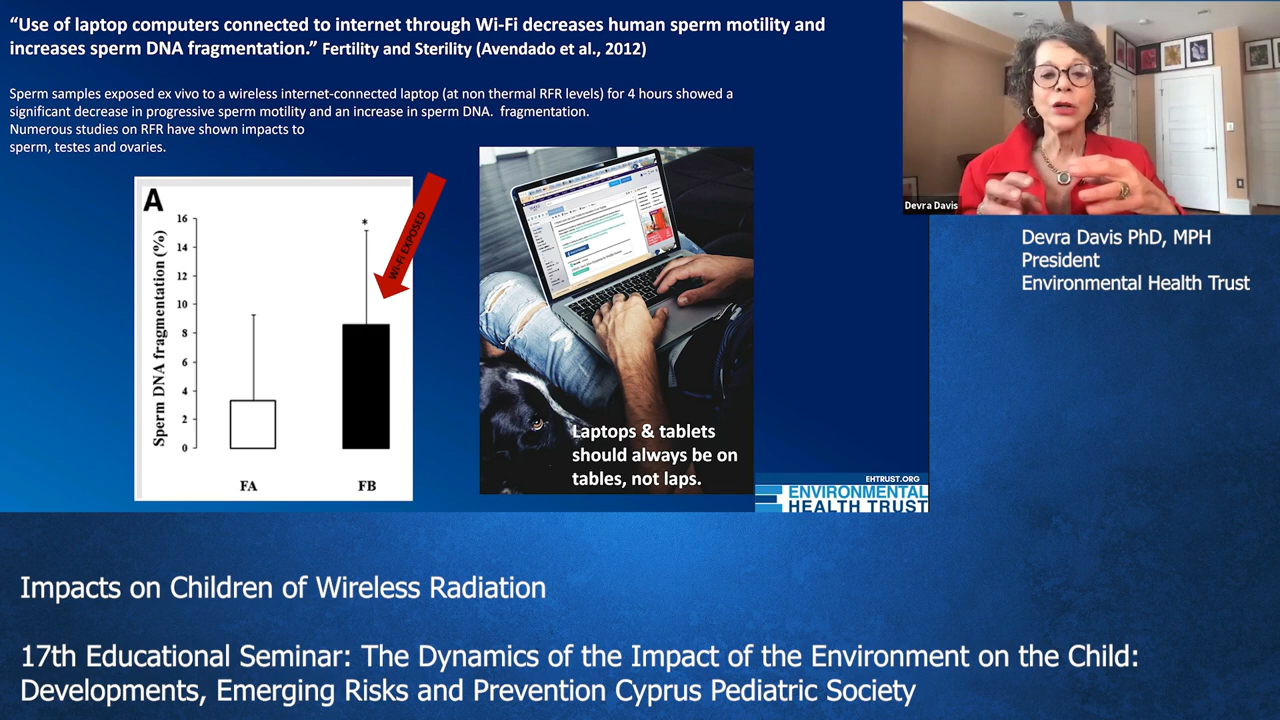 “Use of laptop computers connected to internet through Wi-Fi decreases human sperm motility and
increases sperm DNA fragmentation.” Fertility and Sterility (Avendado et al., 2012)
Sperm samples exposed ex vivo to a wireless internet-connected laptop (at non thermal RFR levels) for 4 hours showed a
significant decrease in progressive sperm motility and an increase in sperm DNA. fragmentation.
Numerous studies on RFR have shown impacts to
sperm, testes and ovaries.
A
Sperm DNA fragmentation (%)
16
14
12
10
8
6
4
2
0
*
Wi-Fi EXPOSED
FA
FB
Laptops & tablets
should always be on
tables, not laps.
EHTRUST.ORG
ENVIRONMENTAL
HEALTH TRUST
Devra Davis
Devra Davis PhD, MPH
President
Environmental Health Trust
Impacts on Children of Wireless Radiation
17th Educational Seminar: The Dynamics of the Impact of the Environment on the Child:
Developments, Emerging Risks and Prevention Cyprus Pediatric Society